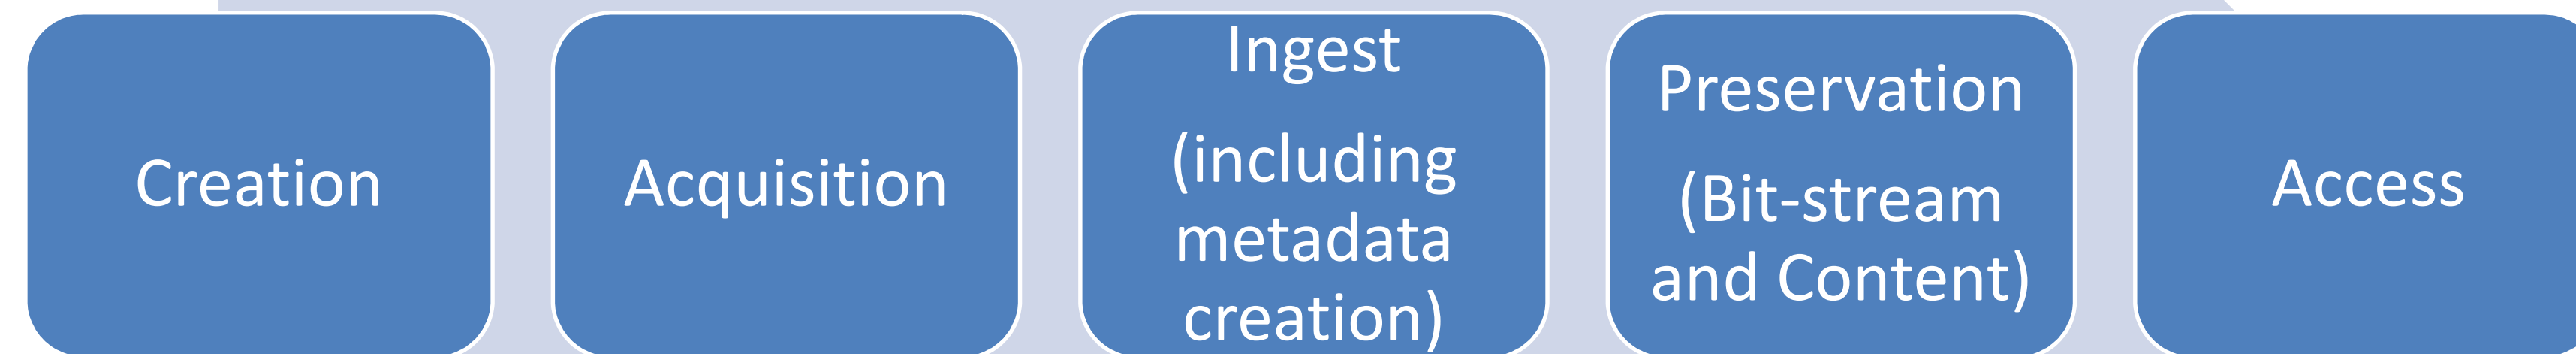 Creation
Acquisition
Ingest
(including
metadata
creation)
Preservation
(Bit-stream
and Content)
Access